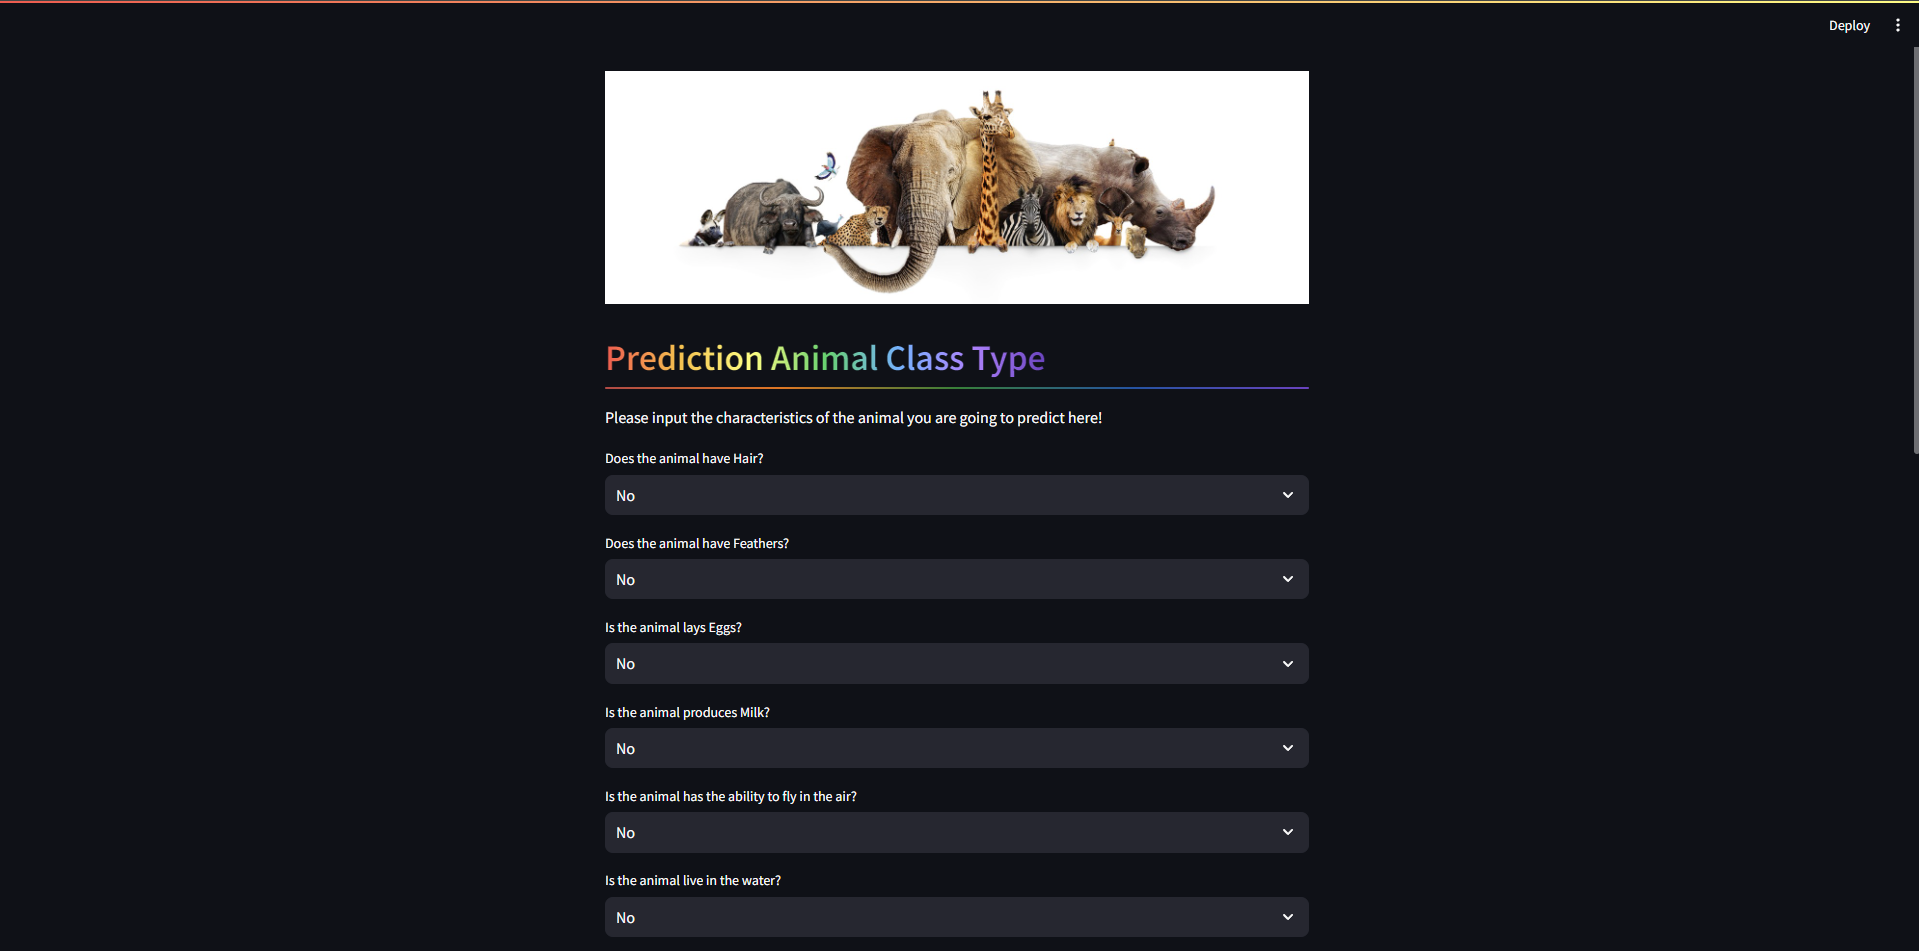 Deploy
Prediction Animal Class Type
Please input the characteristics of the animal you are going to predict here!
Does the animal have Hair?
No
Does the animal have Feathers?
No
Is the animal lays Eggs?
No
Is the animal produces Milk?
No
Is the animal has the ability to fly in the air?
No
Is the animal live in the water?
No